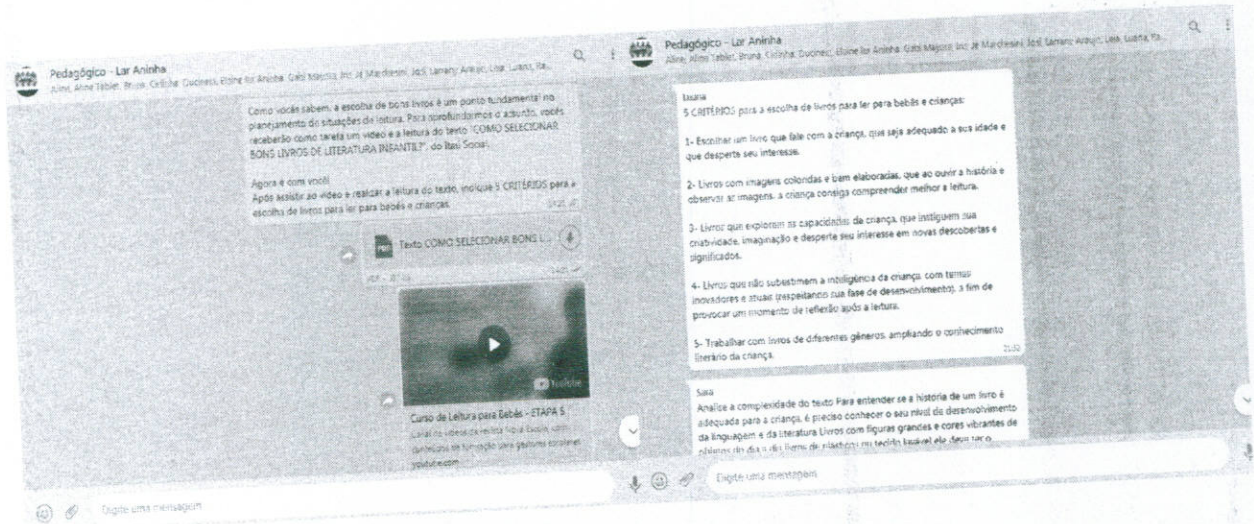 Pedagógico - Lar Aninha
Como vocês sabem, a escolha de bons livros é um ponto fundamental no
planejamento de situações de leitura. Para aprofundarmos o assunto, vocês
receberão como tarefa um vídeo e a leitura do texto "COMO SELECIONAR
BONS LIVROS DE LITERATURA INFANTIL?", do Itaú Social.
Agora é com você!
Após assistir ao vídeo e realizar a leitura do texto, indique 5 CRITÉRIOS para a
escolha de livros para ler para bebês e crianças.
Texto COMO SELECIONAR BONS L...
YouTube
Curso de Leitura para Bebês - ETAPA 5
youtube.com
Digite uma mensagem
Pedagógico - Lar Aninha
Luana
5 CRITÉRIOS para a escolha de livros para ler para bebês e crianças:
1- Escolher um livro que fale com a criança, que seja adequado a sua idade e
que desperte seu interesse.
2- Livros com imagens coloridas e bem elaboradas, que ao ouvir a história e
observar as imagens, a criança consiga compreender melhor a leitura.
3- Livros que explorem as capacidades da criança, que instiguem sua
criatividade, imaginação e desperte seu interesse em novas descobertas e
significados.
4- Livros que não subestimem a inteligência da criança, com temas
inovadores e atuais (respeitando sua fase de desenvolvimento), a fim de
provocar um momento de reflexão após a leitura.
5- Trabalhar com livros de diferentes gêneros, ampliando o conhecimento
literário da criança.
Sara
Analise a complexidade do texto Para entender se a história de um livro é
adequada para a criança, é preciso conhecer o seu nível de desenvolvimento
da linguagem e da literatura Livros com figuras grandes e cores vibrantes de
Digite uma mensagem